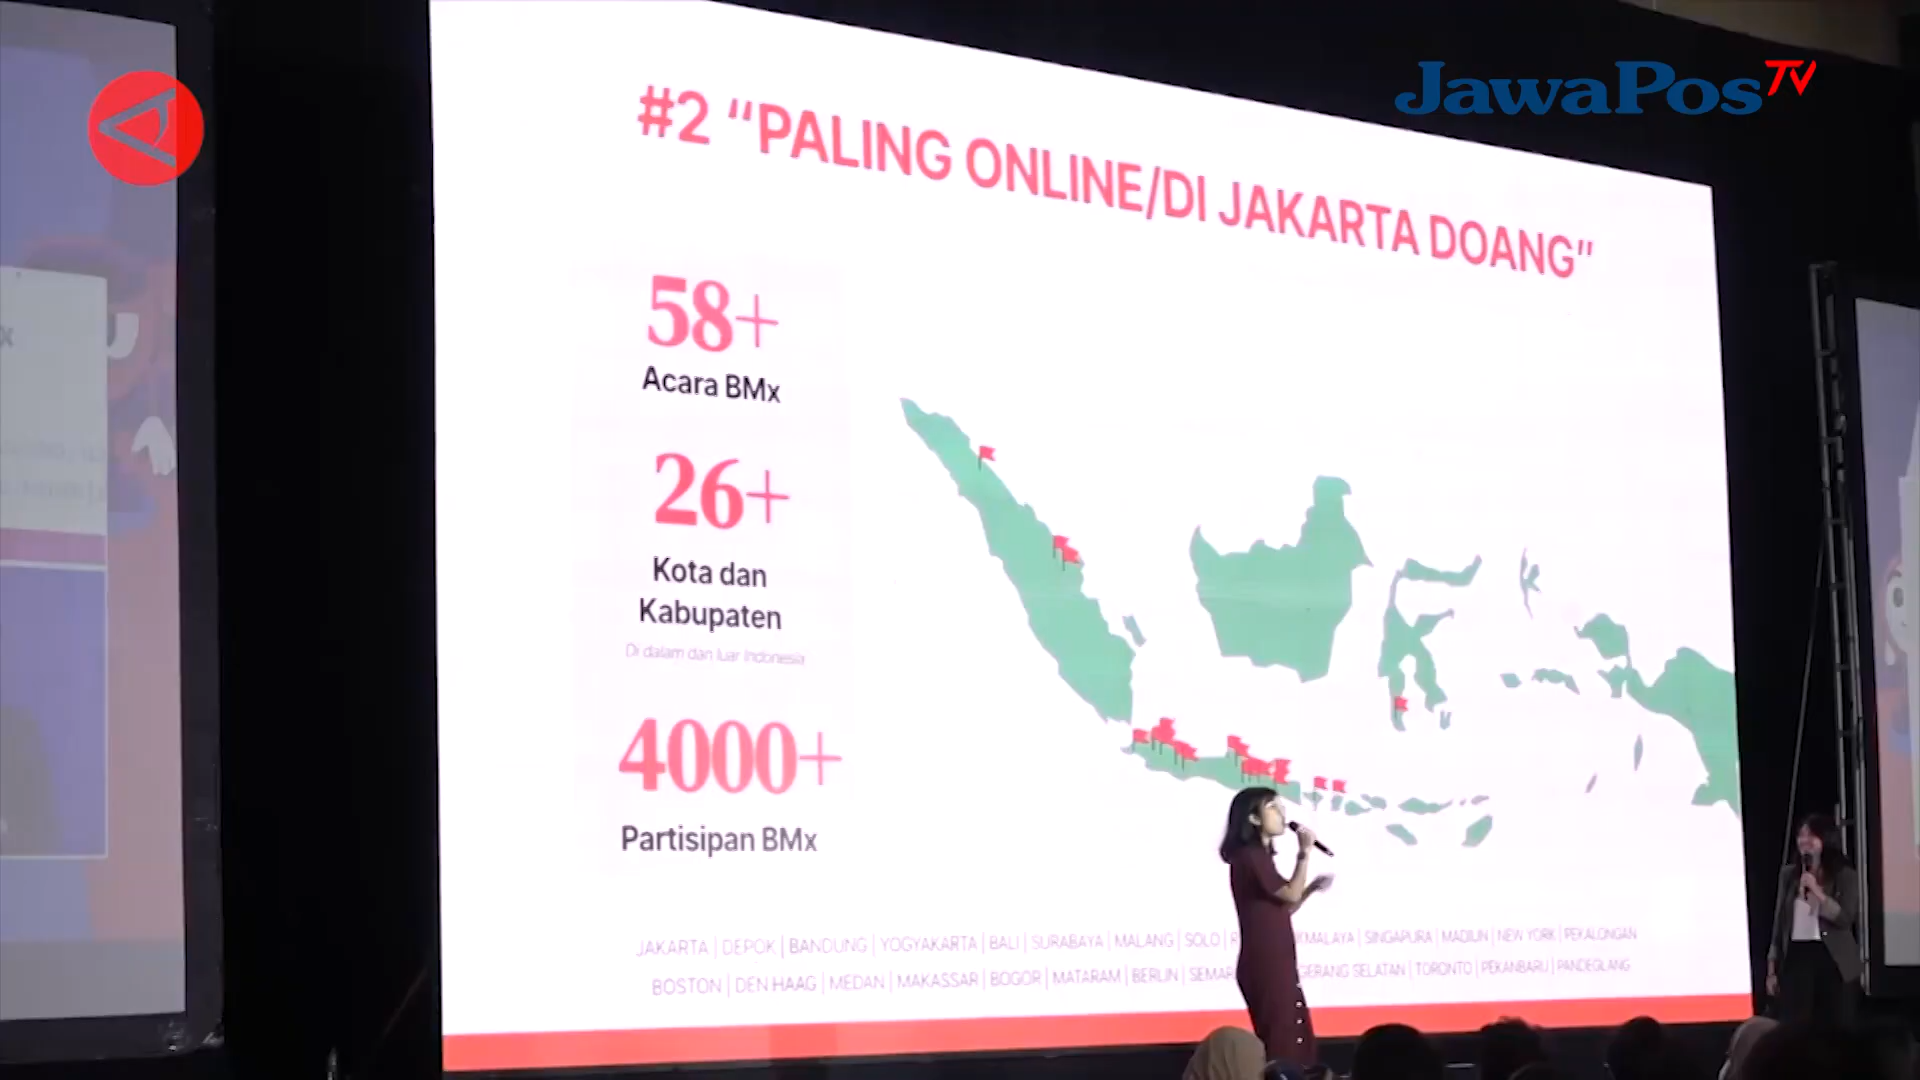 JawaPosTV
#2 “PALING ONLINE/DI JAKARTA DOANG”
58+
Acara BMx
26+
Kota dan
Kabupaten
Di dalam dan luar Indonesia
4000+
Partisipan BMx
JAKARTA | DEPOK | BANDUNG | YOGYAKARTA | BALI | SURABAYA | MALANG | SOLO | SINGAPURA | MADIUN | NEW YORK | PEKALONGAN
BOSTON | DEN HAAG | MEDAN | MAKASSAR | BOGOR | MATARAM | BERLIN | SELATAN | TORONTO | PEKANBARU | PANDEGLANG